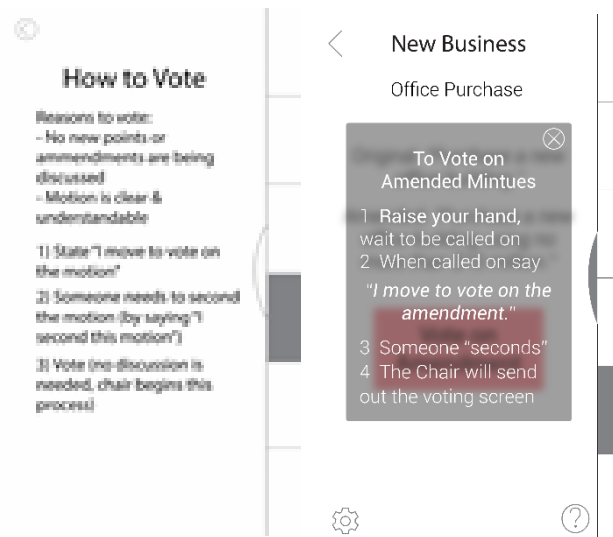 How to Vote
Reasons to vote:
- No new points or
ammendments are being
discussed
- Motion is clear &
understandable
1) State "I move to vote on
the motion"
2) Someone needs to second
the motion (by saying "I
second this motion")
3) Vote (no discussion is
needed, chair begins this
process)
New Business
Office Purchase
To Vote on
Amended Mintues
1 Raise your hand,
wait to be called on
2 When called on say
"I move to vote on the
amendment."
3 Someone "seconds"
4 The Chair will send
out the voting screen